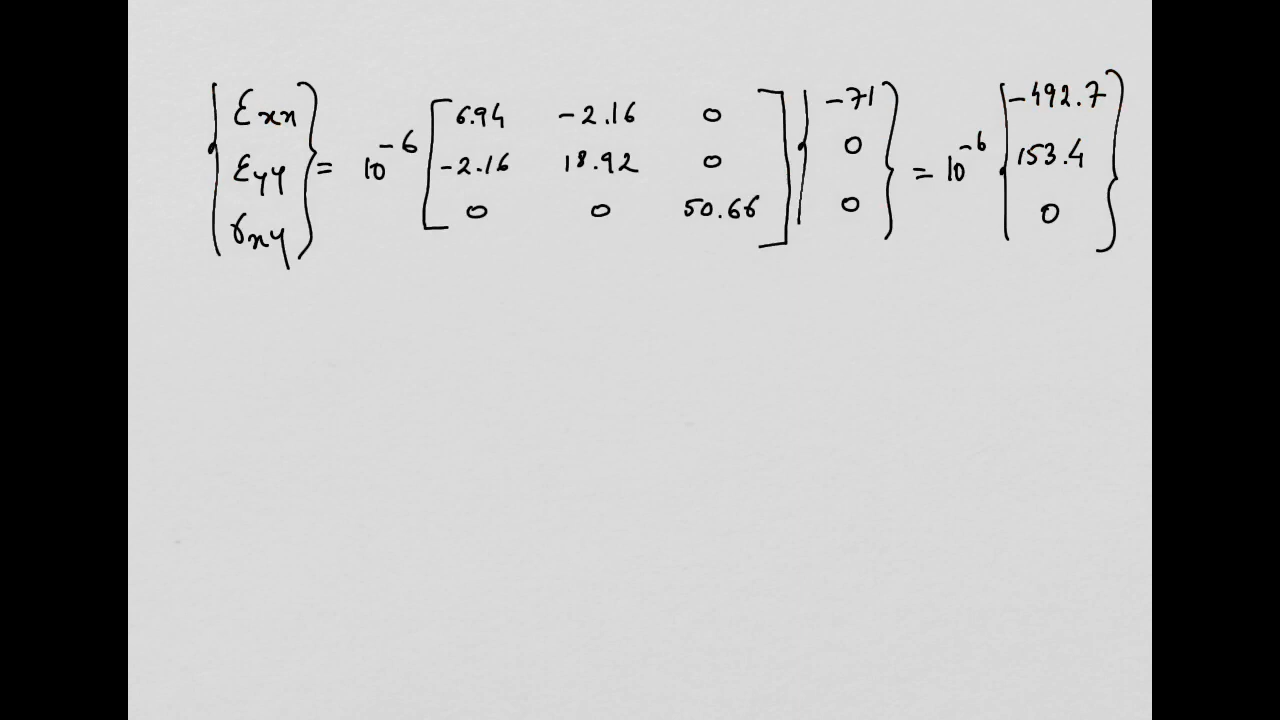 {εxx εyy γxy} = 10^-6 [6.94 -2.16 0; -2.16 18.92 0; 0 0 50.66] {-71 0 0} = 10^-6 {-492.7 153.4 0}